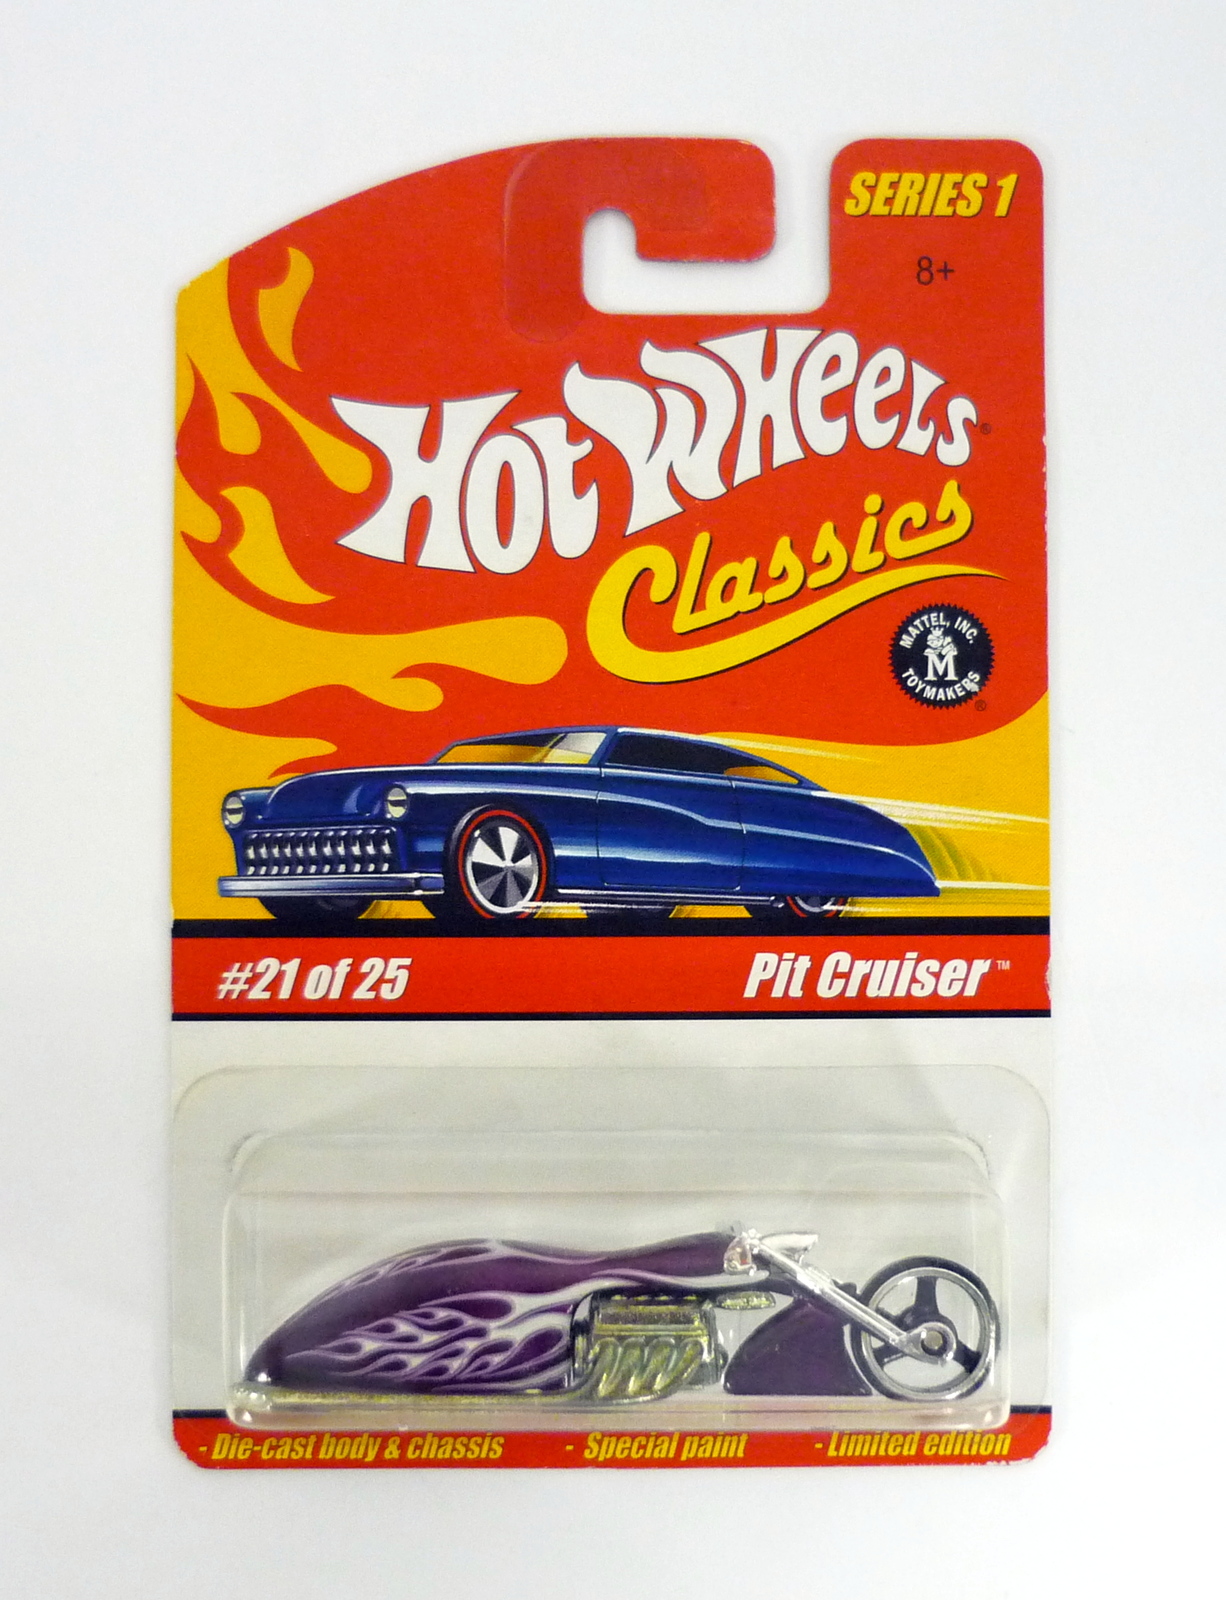 SERIES 1
8+
Hot Wheels®
Classics
MATTEL, INC.
M
TOYMAKERS
®
#21 of 25
Pit Cruiser™
- Die-cast body & chassis - Special paint - Limited edition